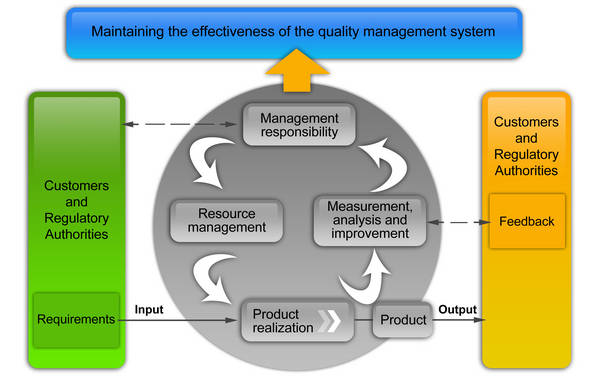 Maintaining the effectiveness of the quality management system
Customers
and
Regulatory
Authorities
Requirements
Input
Management
responsibility
Resource
management
Measurement,
analysis and
improvement
Product
realization
Product
Output
Customers
and
Regulatory
Authorities
Feedback